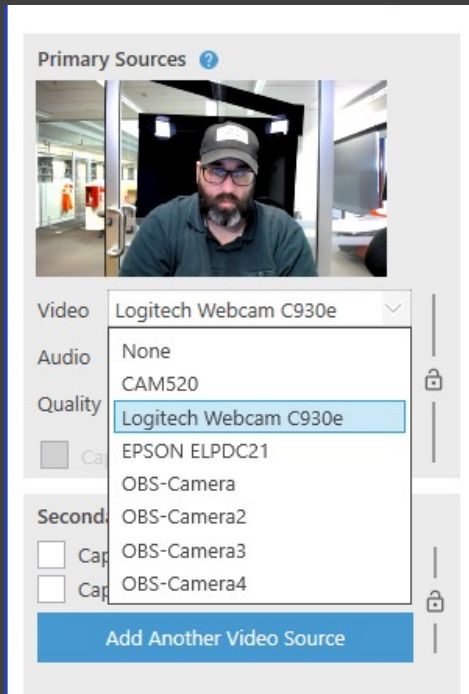 Primary Sources ?
Video Logitech Webcam C930e
Audio
None
CAM520
Quality
Logitech Webcam C930e
EPSON ELPDC21
OBS-Camera
OBS-Camera2
OBS-Camera3
OBS-Camera4
Add Another Video Source